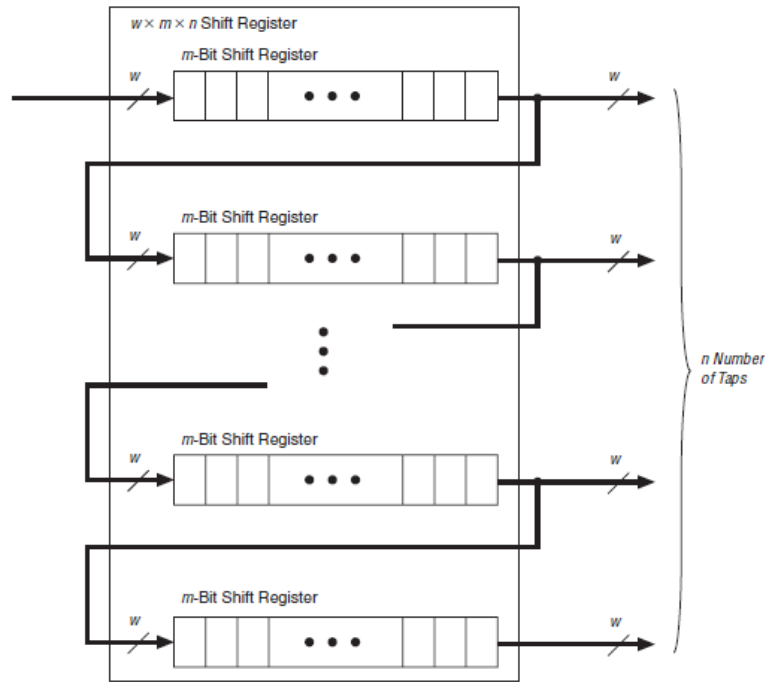 w × m × n Shift Register
m-Bit Shift Register
w
w
m-Bit Shift Register
w
w
n Number
of Taps
m-Bit Shift Register
w
w
m-Bit Shift Register
w
w